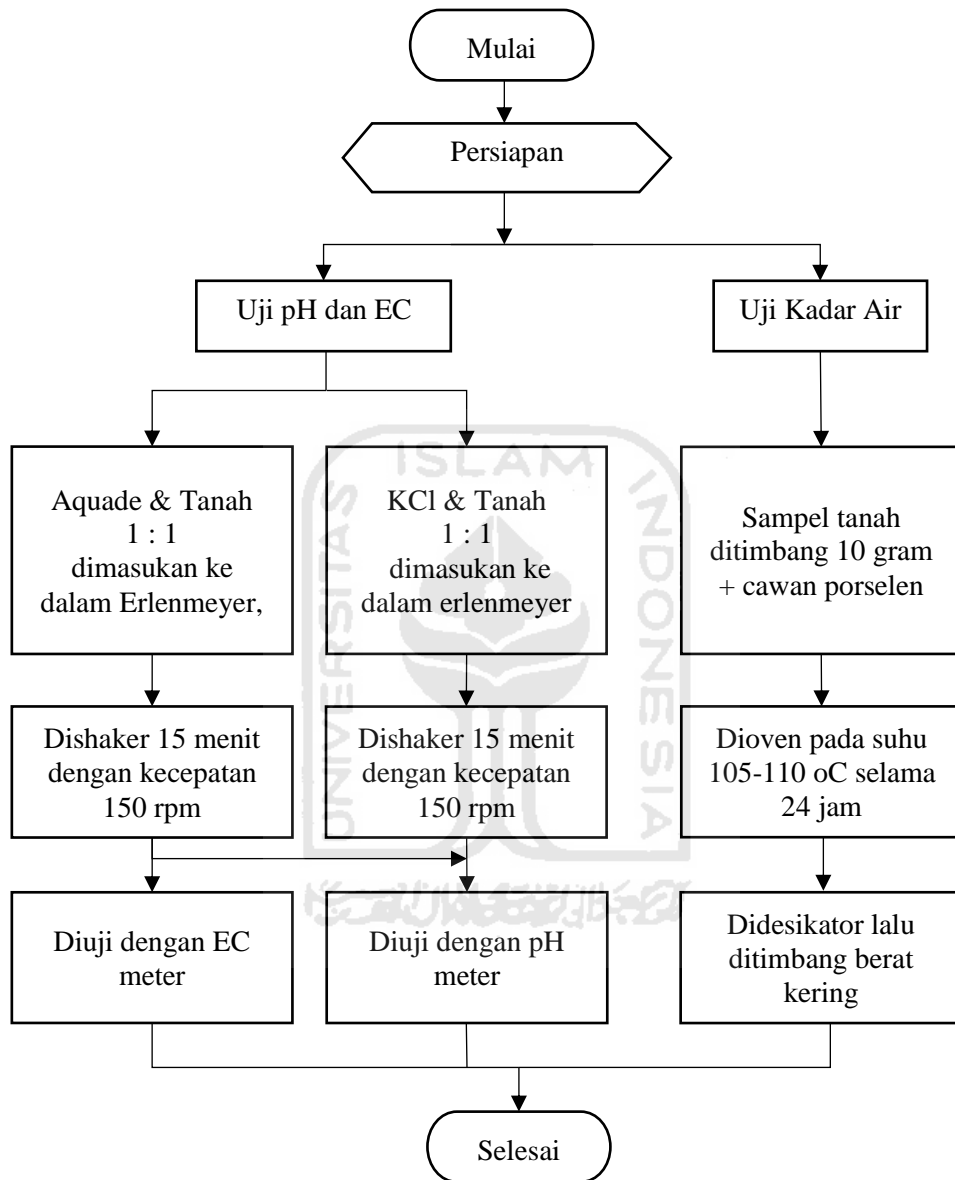 Mulai
Persiapan
Uji pH dan EC
Uji Kadar Air
Aquade & Tanah
1 : 1
dimasukan ke
dalam Erlenmeyer,
KCl & Tanah
1 : 1
dimasukan ke
dalam erlenmeyer
Sampel tanah
ditimbang 10 gram
+ cawan porselen
Dishaker 15 menit
dengan kecepatan
150 rpm
Dishaker 15 menit
dengan kecepatan
150 rpm
Dioven pada suhu
105-110 oC selama
24 jam
Diuji dengan EC
meter
Diuji dengan pH
meter
Didesikator lalu
ditimbang berat
kering
Selesai
UNIVERSITAS
ISLAM
INDONESIA